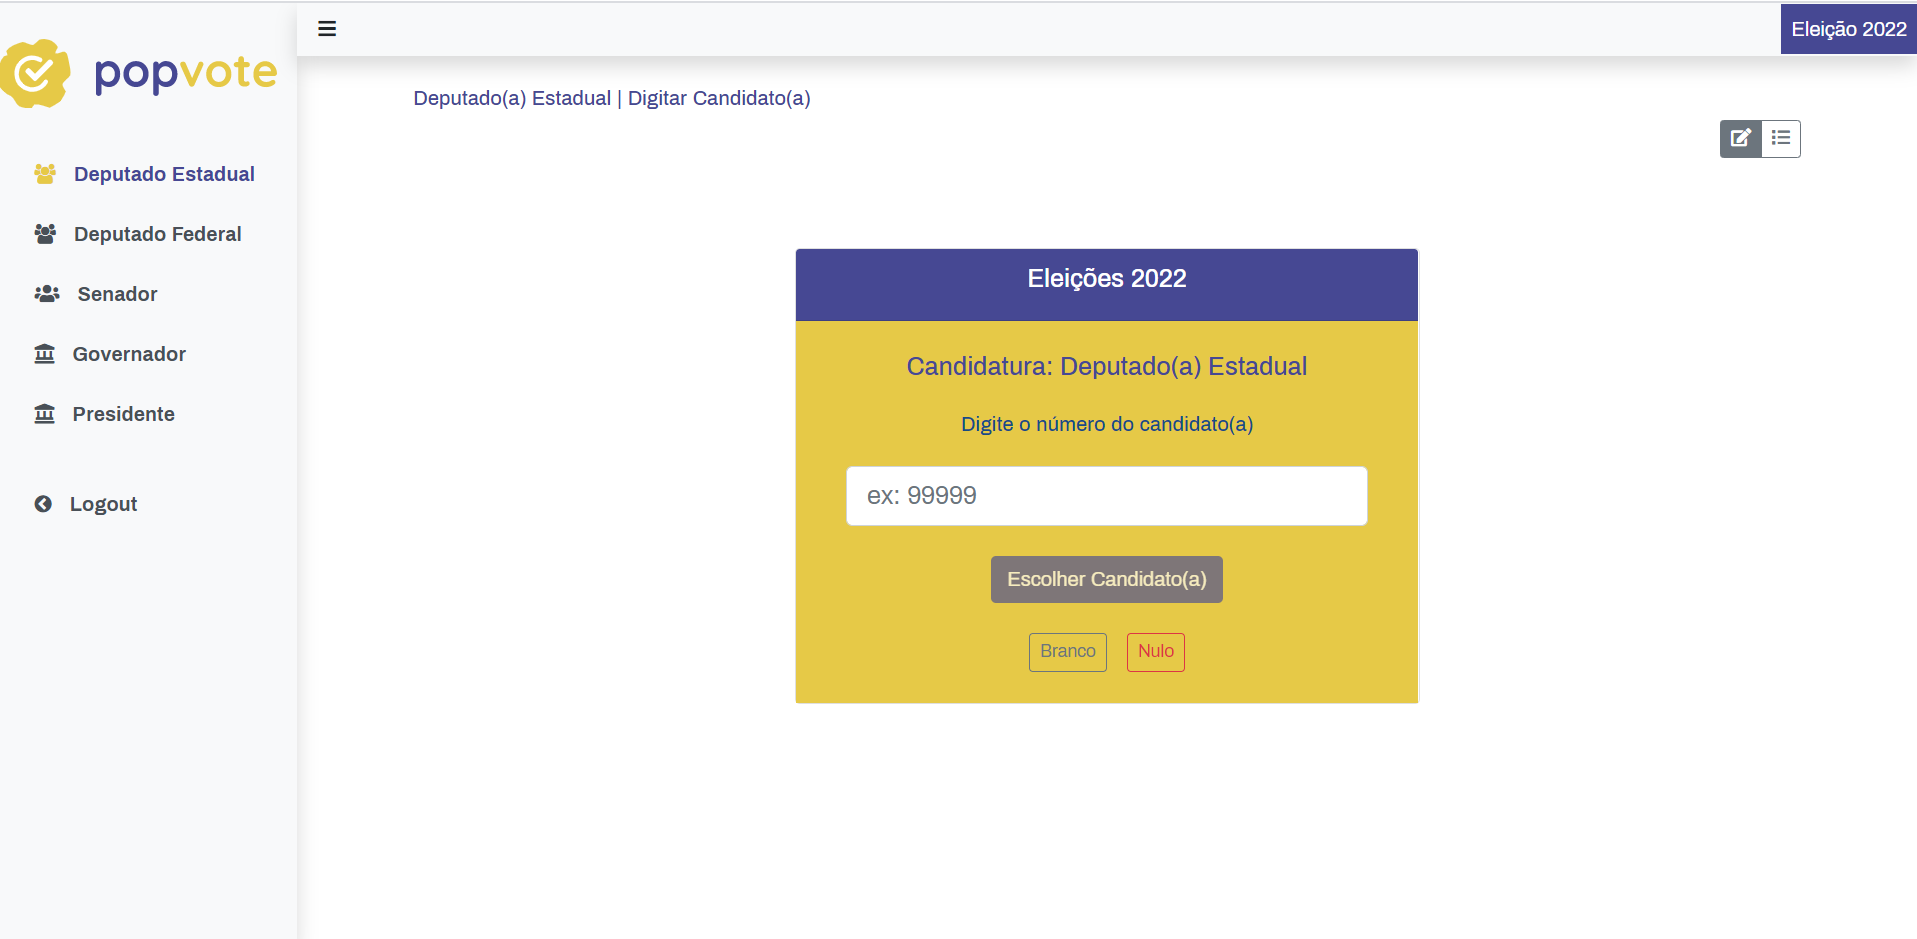 popvote
Deputado Estadual
Deputado Federal
Senador
Governador
Presidente
Logout
Eleição 2022
Deputado(a) Estadual | Digitar Candidato(a)
Eleições 2022
Candidatura: Deputado(a) Estadual
Digite o número do candidato(a)
ex: 99999
Escolher Candidato(a)
Branco Nulo